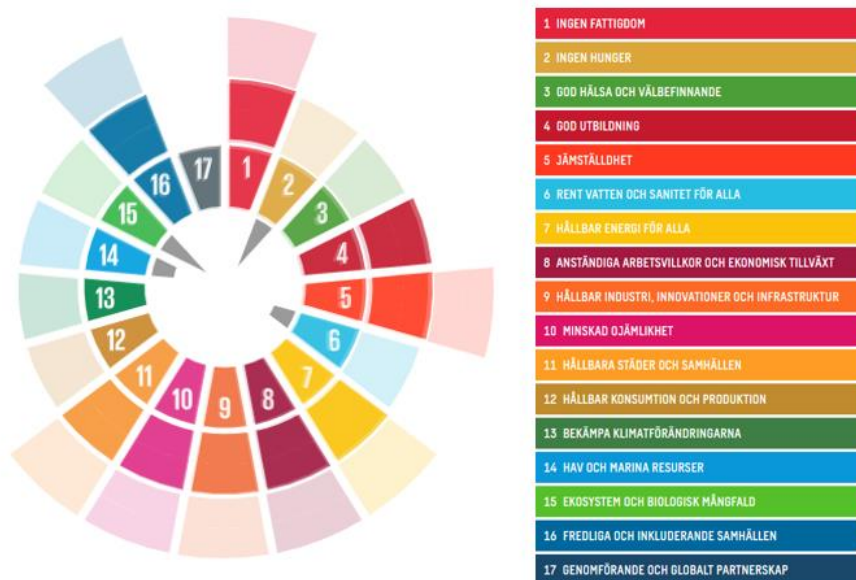 1
2
3
4
5
6
7
8
9
10
11
12
13
14
15
16
17
1 INGEN FATTIGDOM
2 INGEN HUNGER
3 GOD HÄLSA OCH VÄLBEFINNANDE
4 GOD UTBILDNING
5 JÄMSTÄLLDHET
6 RENT VATTEN OCH SANITET FÖR ALLA
7 HÅLLBAR ENERGI FÖR ALLA
8 ANSTÄNDIGA ARBETSVILLKOR OCH EKONOMISK TILLVÄXT
9 HÅLLBAR INDUSTRI, INNOVATIONER OCH INFRASTRUKTUR
10 MINSKAD OJÄMLIKHET
11 HÅLLBARA STÄDER OCH SAMHÄLLEN
12 HÅLLBAR KONSUMTION OCH PRODUKTION
13 BEKÄMPA KLIMATFÖRÄNDRINGARNA
14 HAV OCH MARINA RESURSER
15 EKOSYSTEM OCH BIOLOGISK MÅNGFALD
16 FREDLIGA OCH INKLUDERANDE SAMHÄLLEN
17 GENOMFÖRANDE OCH GLOBALT PARTNERSKAP